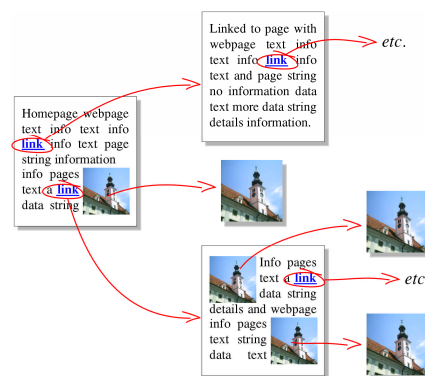 Linked to page with
webpage text info
text info link info
text and page string
no information data
text more data string
details information.
etc.
Homepage webpage
text info text info
link info text page
string information
info pages
text a link
data string
Info pages
text a link
data string
details and webpage
info pages
text string
data text
etc